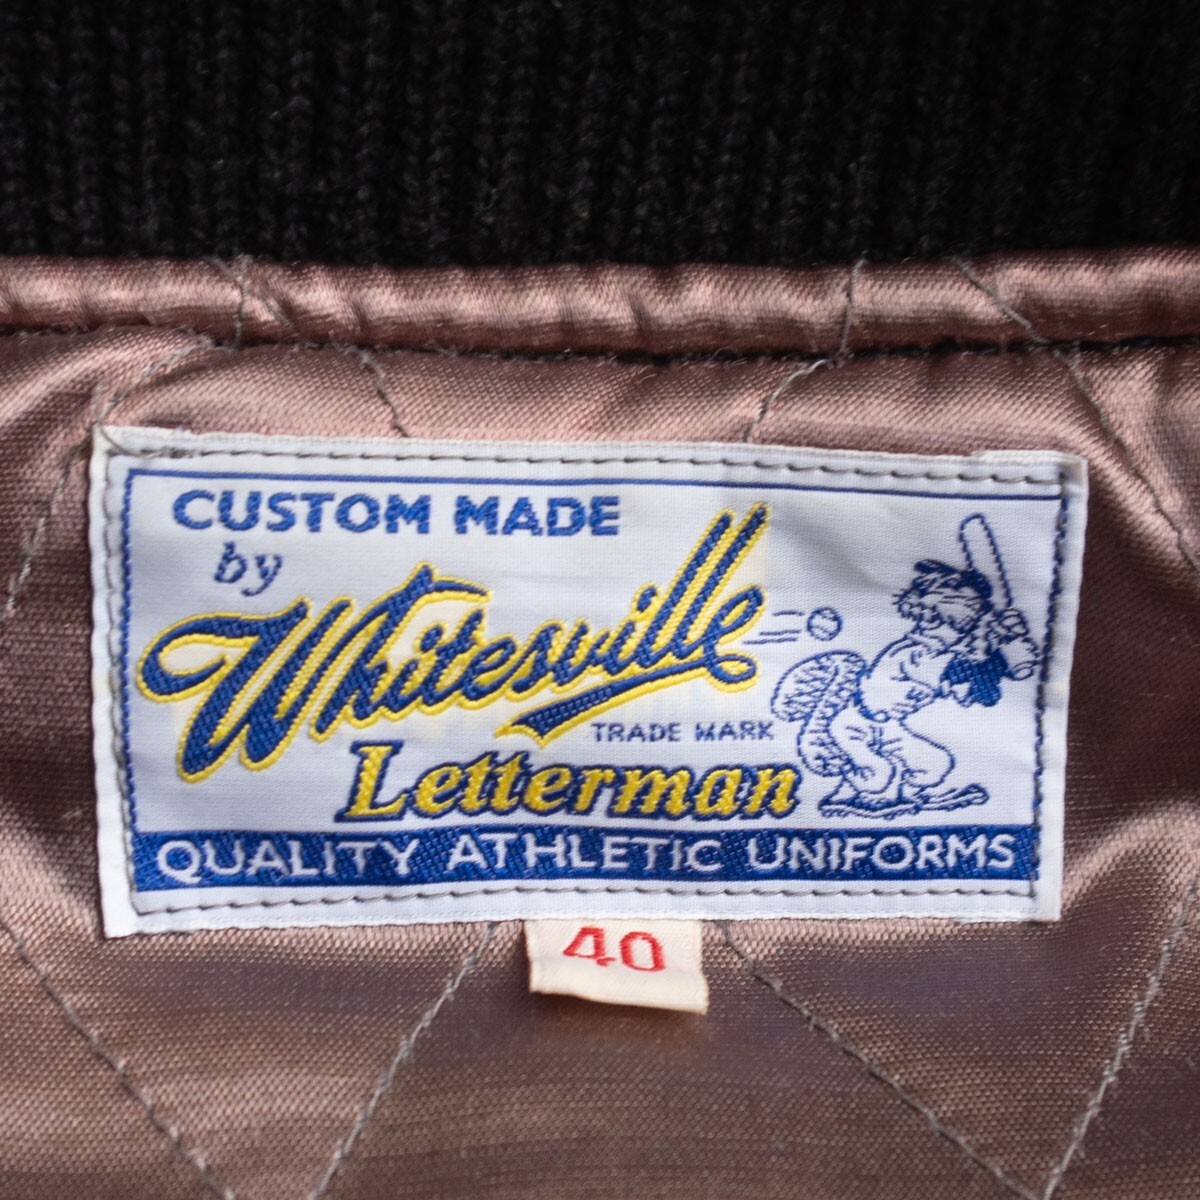 CUSTOM MADE
by
Whitesville
TRADE MARK
Letterman
QUALITY ATHLETIC UNIFORMS
40